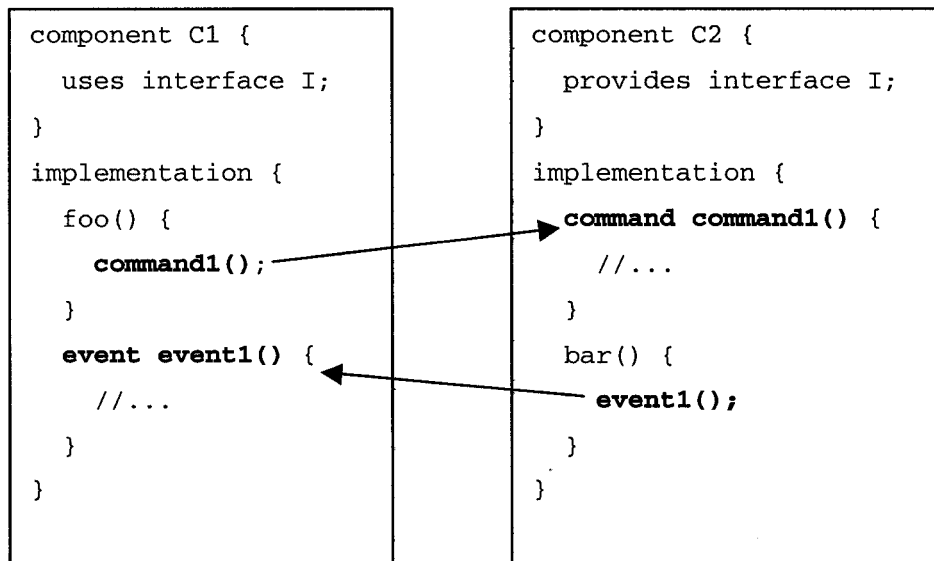 component C1 {
uses interface I;
}
implementation {
foo() {
command1();
}
event event1() {
//...
}
}
component C2 {
provides interface I;
}
implementation {
command command1() {
//...
}
bar() {
event1();
}
}